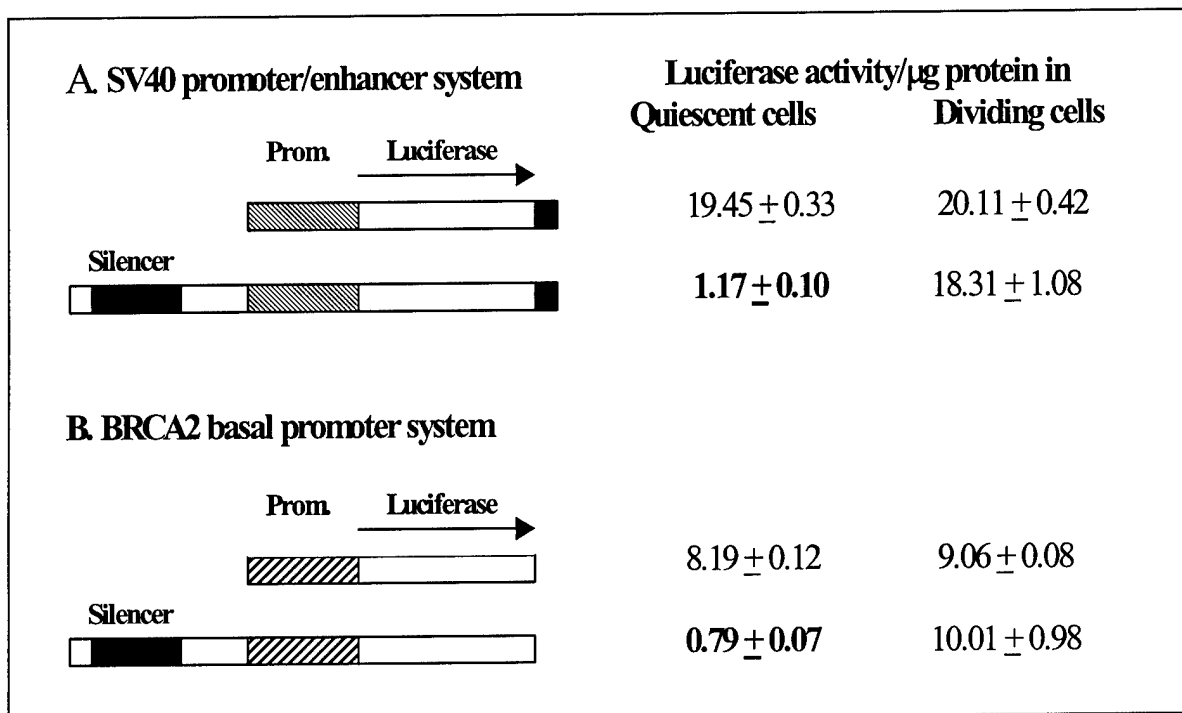 A. SV40 promoter/enhancer system
Luciferase activity/µg protein in
Quiescent cells Dividing cells
Prom. Luciferase
19.45 ± 0.33 20.11 ± 0.42
Silencer
1.17 ± 0.10 18.31 ± 1.08
B. BRCA2 basal promoter system
Prom. Luciferase
8.19 ± 0.12 9.06 ± 0.08
Silencer
0.79 ± 0.07 10.01 ± 0.98